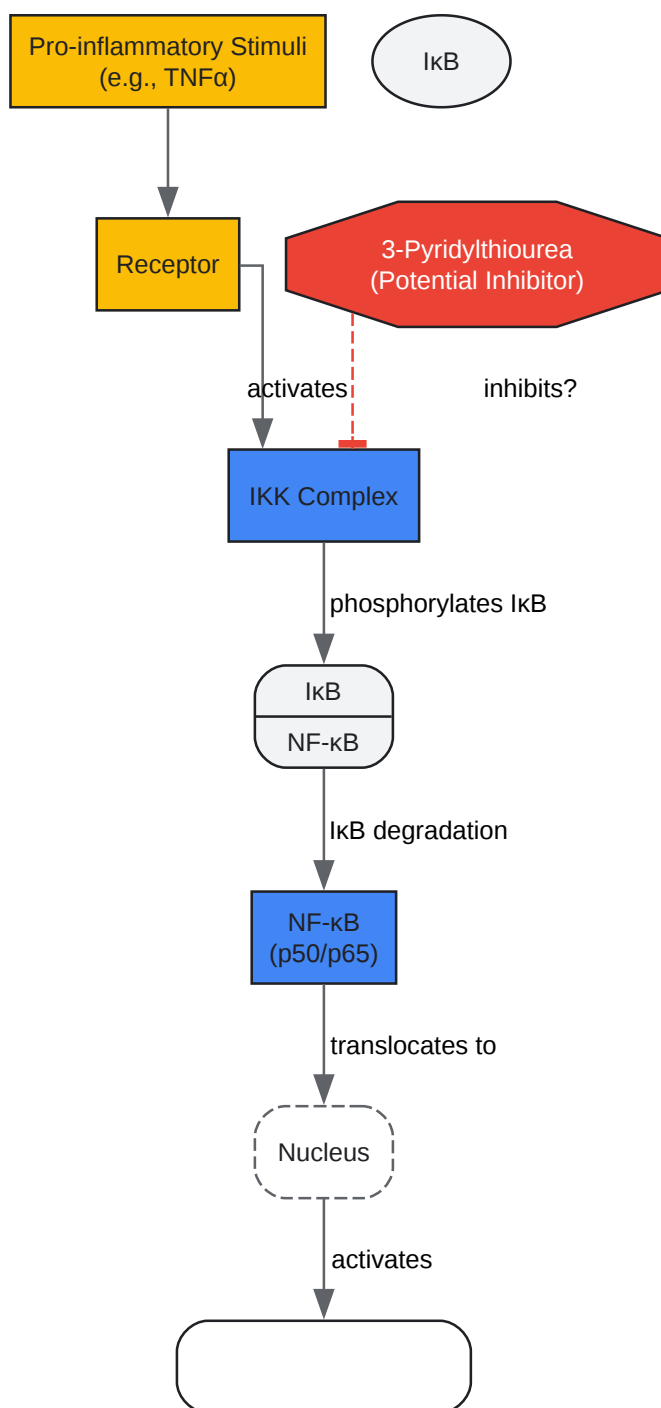 Pro-inflammatory Stimuli
(e.g., TNFα)
IκB
Receptor
3-Pyridylthiourea
(Potential Inhibitor)
activates
inhibits?
IKK Complex
phosphorylates IκB
IκB
NF-κB
IκB degradation
NF-κB
(p50/p65)
translocates to
Nucleus
activates